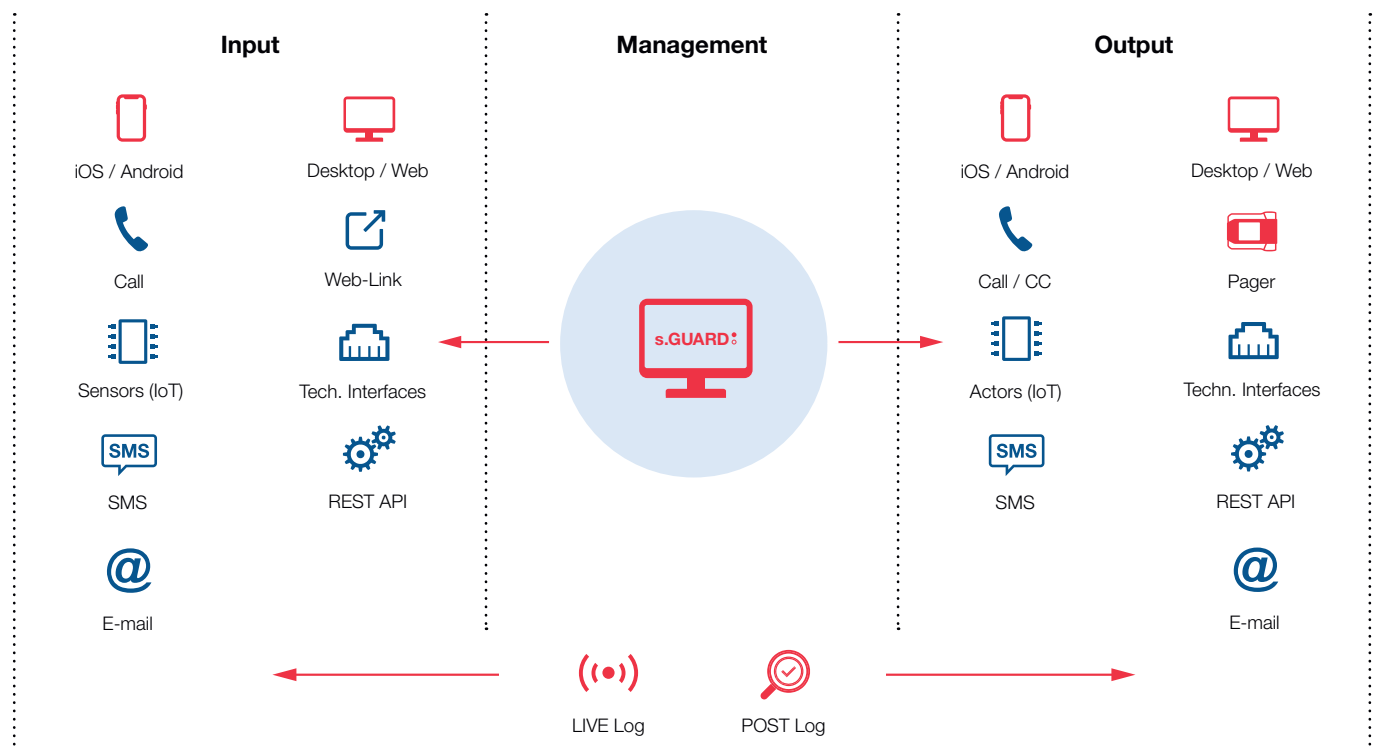 Input
Management
Output
iOS / Android
Desktop / Web
iOS / Android
Desktop / Web
Call
Web-Link
Call / CC
Pager
s.GUARD
Sensors (IoT)
Tech. Interfaces
Actors (IoT)
Techn. Interfaces
SMS
SMS
SMS
REST API
SMS
REST API
@
@
E-mail
E-mail
LIVE Log
POST Log